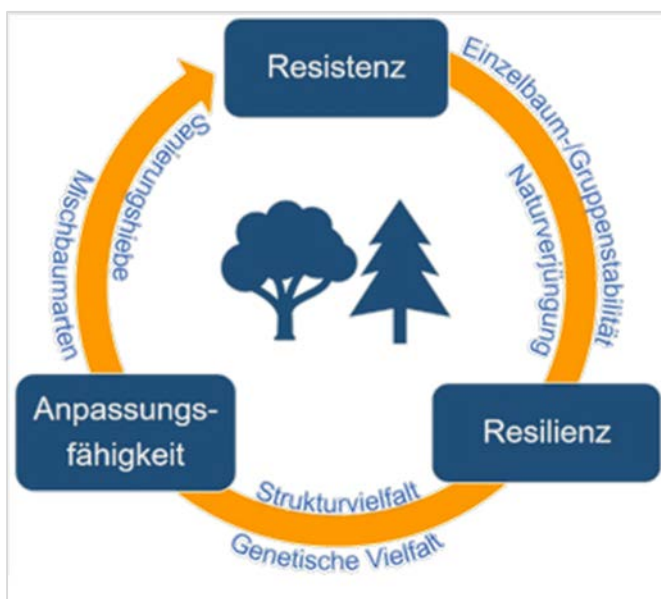 Resistenz
Einzelbaum-/Gruppenstabilität
Naturverjüngung
Resilienz
Strukturvielfalt
Genetische Vielfalt
Anpassungs-
fähigkeit
Mischbaumarten
Sanierungshiebe